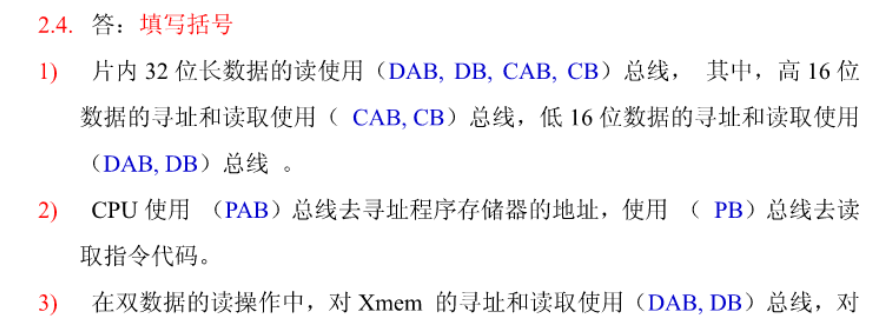 2.4. 答：填写括号
1) 片内 32 位长数据的读使用（DAB, DB, CAB, CB）总线， 其中，高 16 位
数据的寻址和读取使用（ CAB, CB）总线，低 16 位数据的寻址和读取使用
（DAB, DB）总线 。
2) CPU 使用 （PAB）总线去寻址程序存储器的地址，使用 （ PB）总线去读
取指令代码。
3) 在双数据的读操作中，对 Xmem 的寻址和读取使用（DAB, DB）总线，对